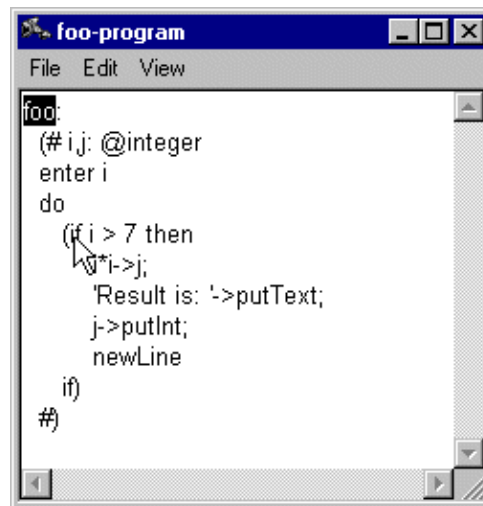 foo-program
File Edit View
foo:
(# i,j: @integer
enter i
do
(if i > 7 then
i*i->j;
'Result is: '->putText;
j->putInt;
newLine
if)
#)